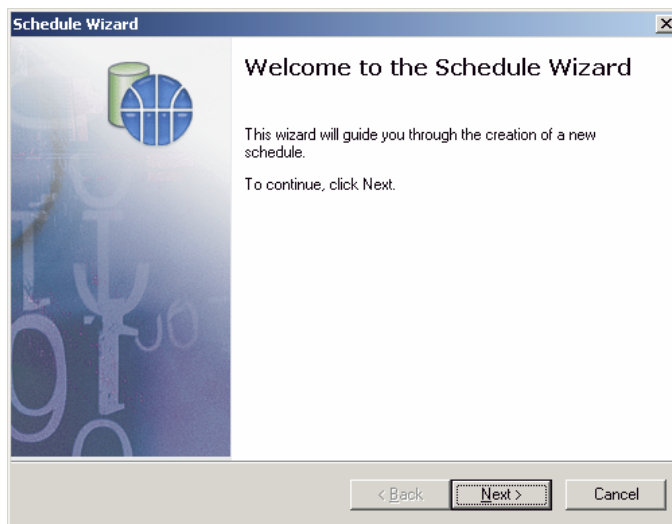 Schedule Wizard
Welcome to the Schedule Wizard
This wizard will guide you through the creation of a new
schedule.
To continue, click Next.
< Back
Next >
Cancel